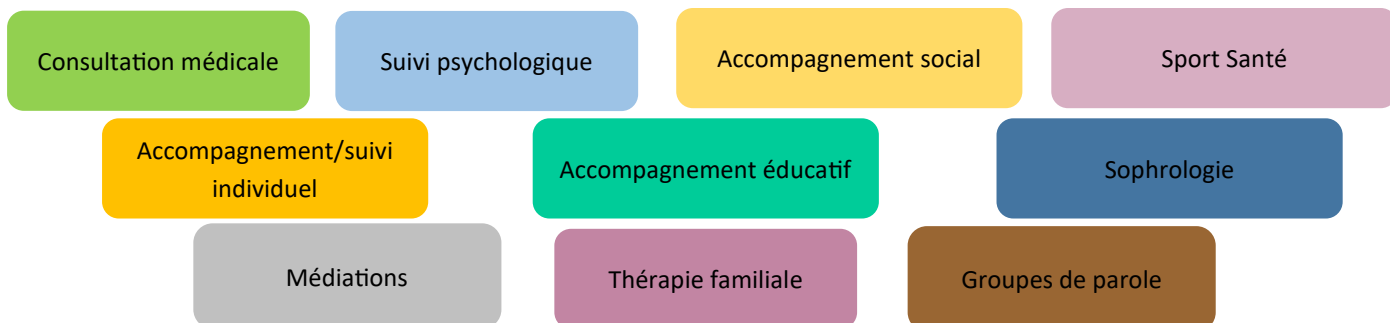 Consultation médicale
Suivi psychologique
Accompagnement social
Sport Santé
Accompagnement/suivi
individuel
Accompagnement éducatif
Sophrologie
Médiations
Thérapie familiale
Groupes de parole